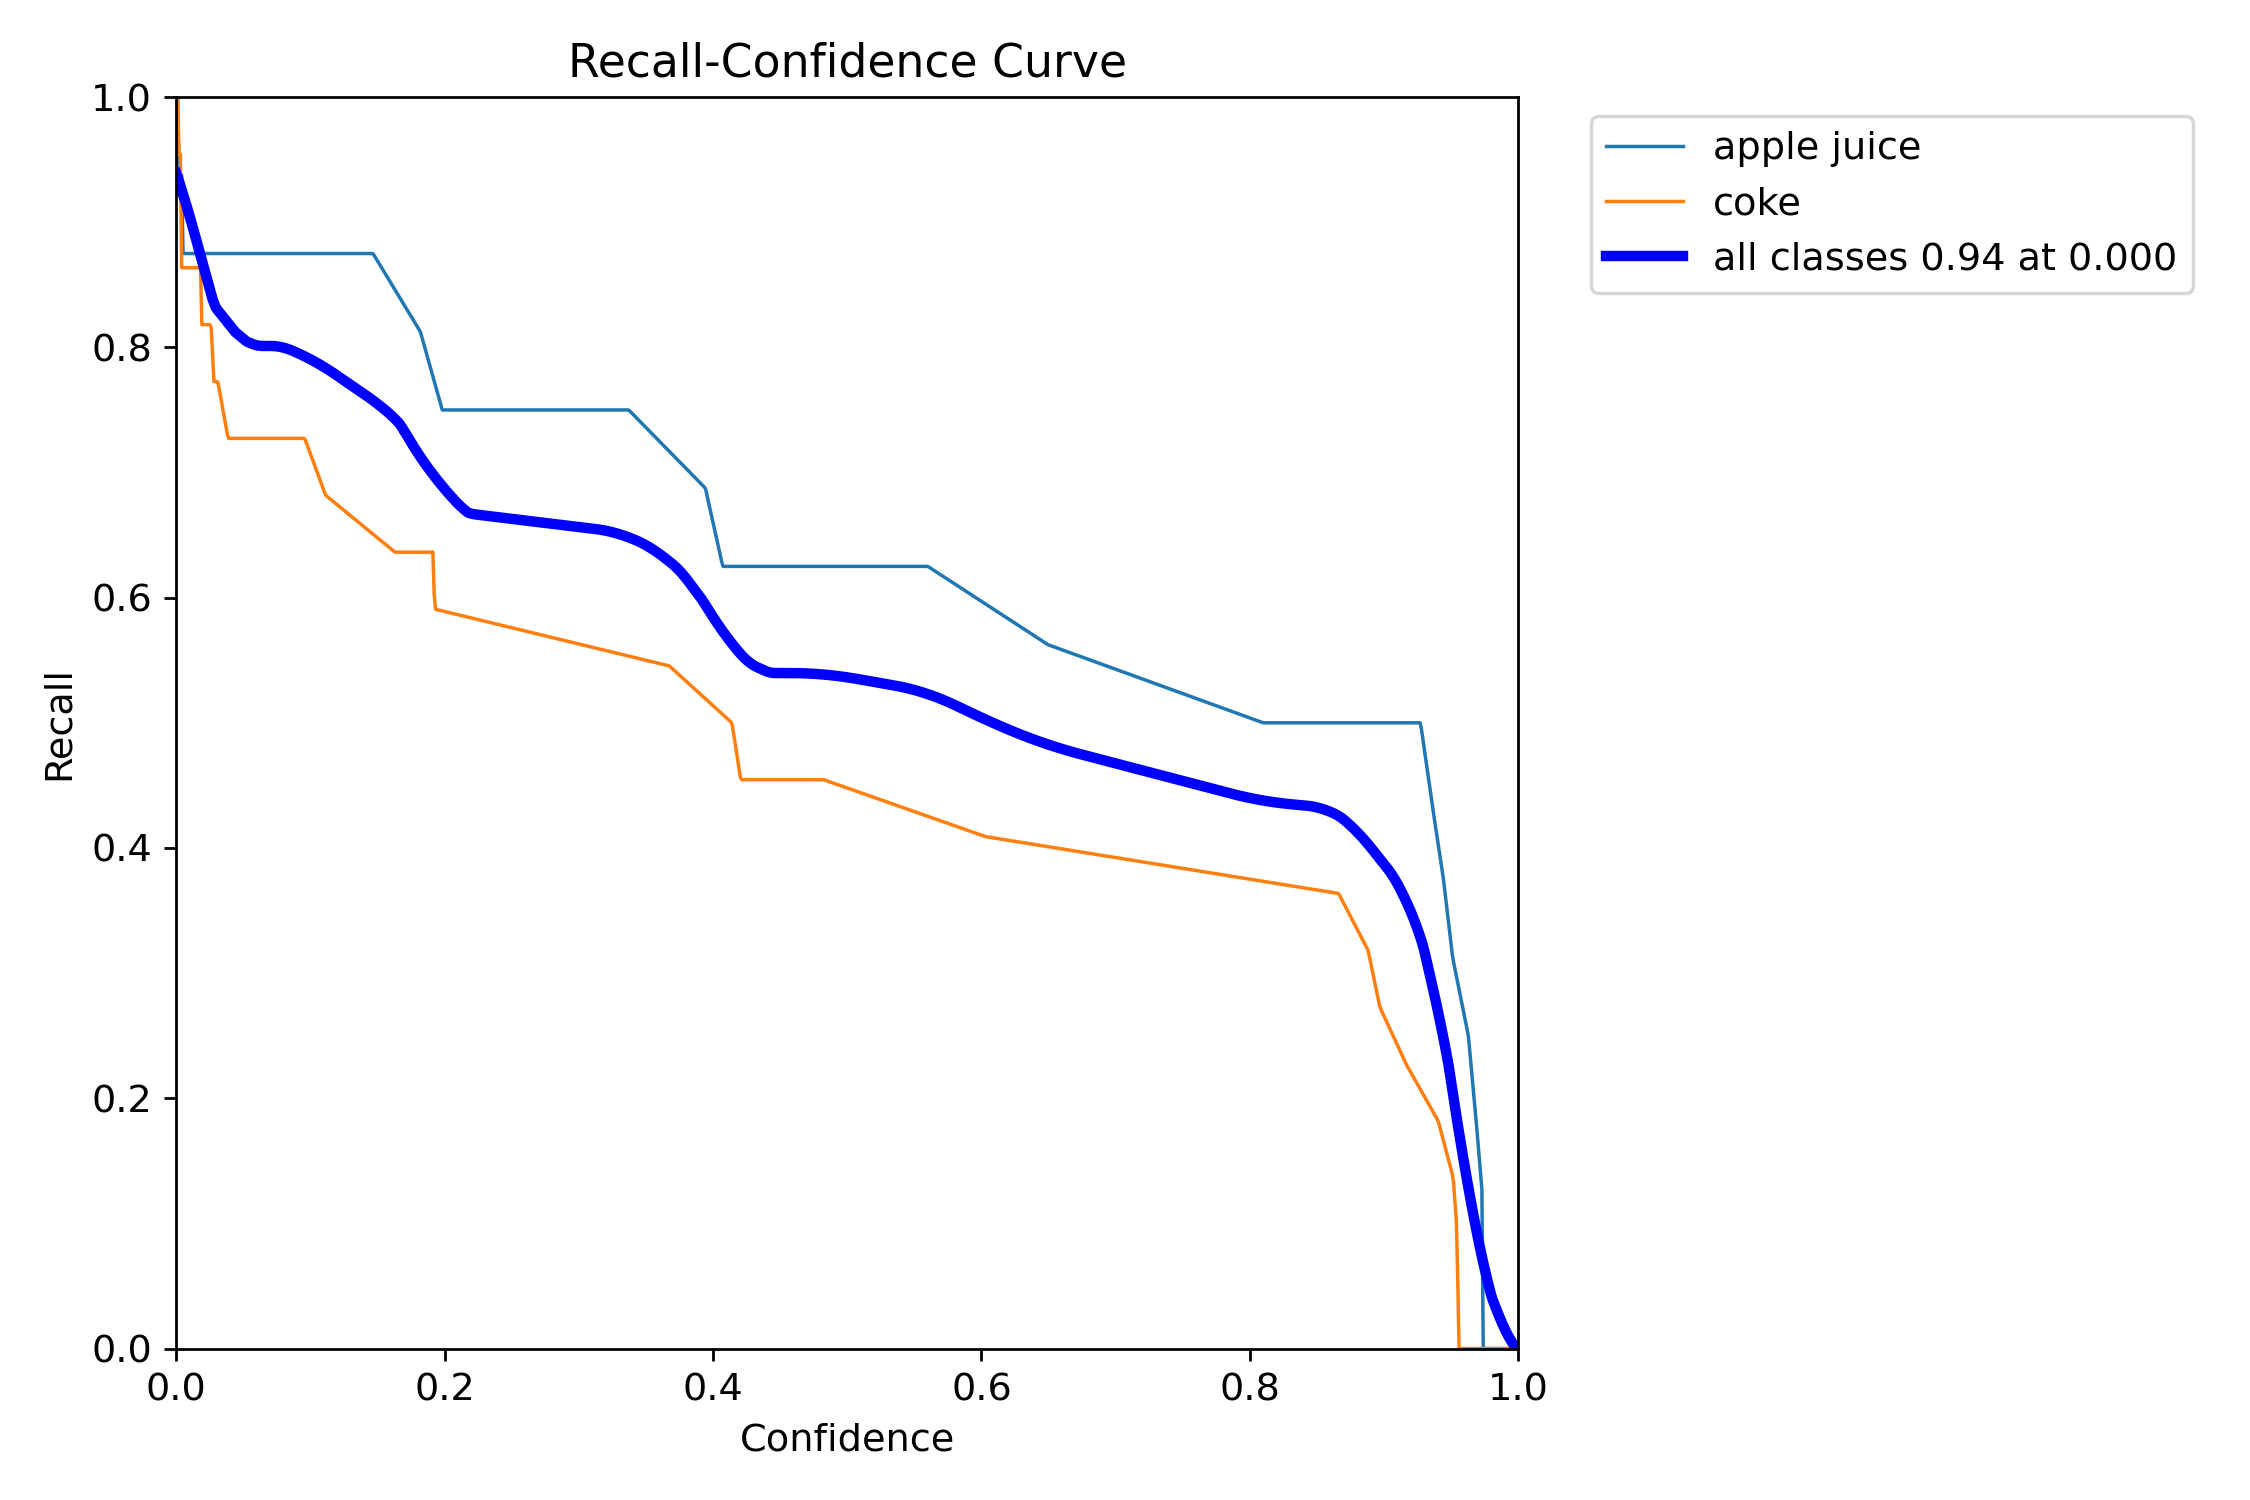 Recall-Confidence Curve
1.0
0.8
0.6
0.4
0.2
0.0
Recall
0.0 0.2 0.4 0.6 0.8 1.0
Confidence
apple juice
coke
all classes 0.94 at 0.000